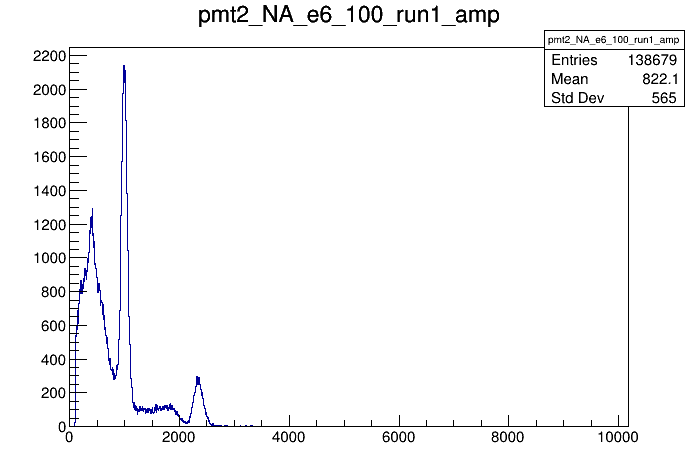 pmt2_NA_e6_100_run1_amp
pmt2_NA_e6_100_run1_amp
Entries 138679
Mean 822.1
Std Dev 565
2200
2000
1800
1600
1400
1200
1000
800
600
400
200
0
0 2000 4000 6000 8000 10000